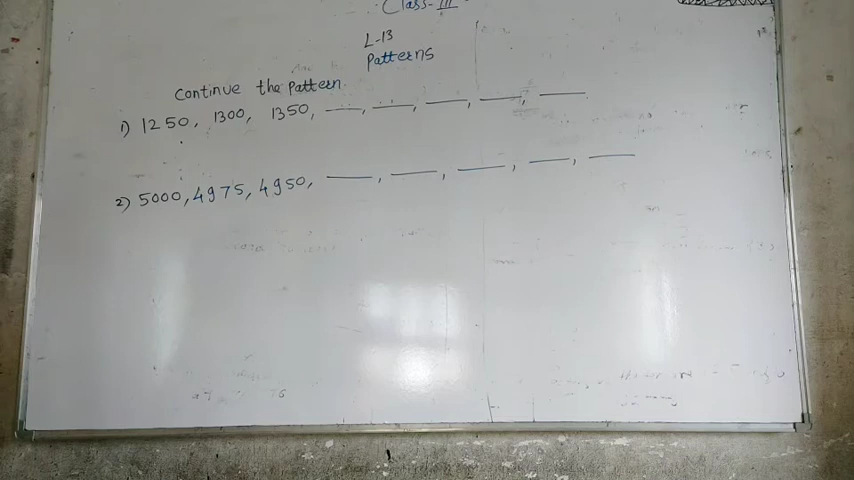 Class-III
L-13
Patterns
Continue the Pattern
1) 1250, 1300, 1350, ___, ___, ___, ___, ___
2) 5000, 4975, 4950, ___, ___, ___, ___, ___